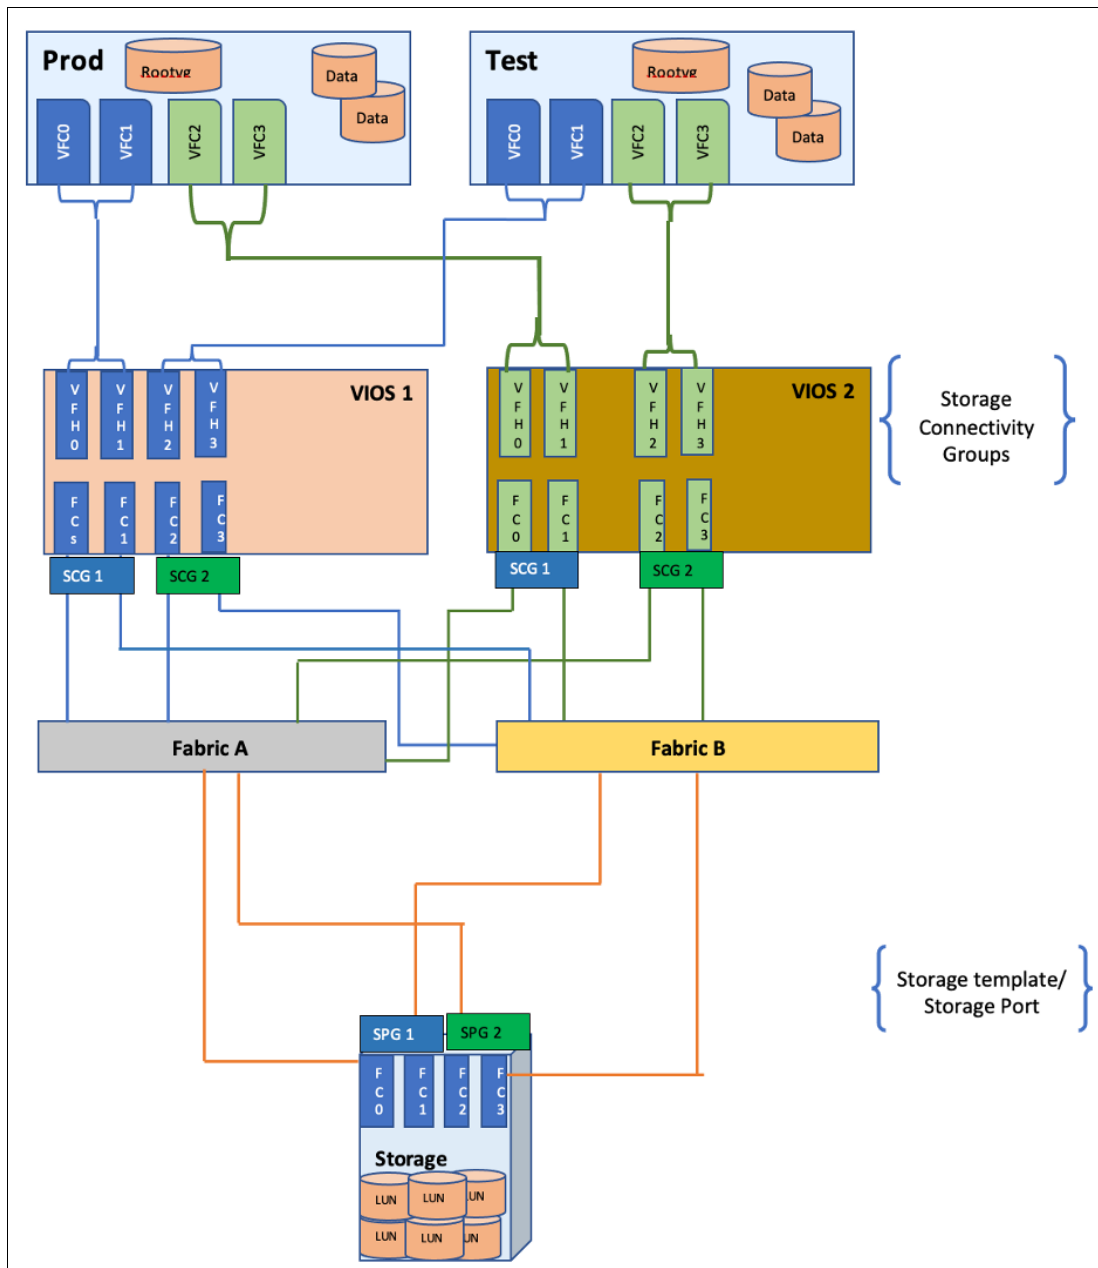 Prod
Rootvg
Data
Data
VFC0
VFC1
VFC2
VFC3
Test
Rootvg
Data
Data
VFC0
VFC1
VFC2
VFC3
VFH0
VFH1
VFH2
VFH3
VIOS 1
FCs
FC1
FC2
FC3
SCG 1
SCG 2
VFH0
VFH1
VFH2
VFH3
VIOS 2
FC0
FC1
FC2
FC3
SCG 1
SCG 2
Storage
Connectivity
Groups
Fabric A
Fabric B
Storage template/
Storage Port
SPG 1
SPG 2
FC0
FC1
FC2
FC3
Storage
LUN
LUN
UN
LUN
LUN
UN